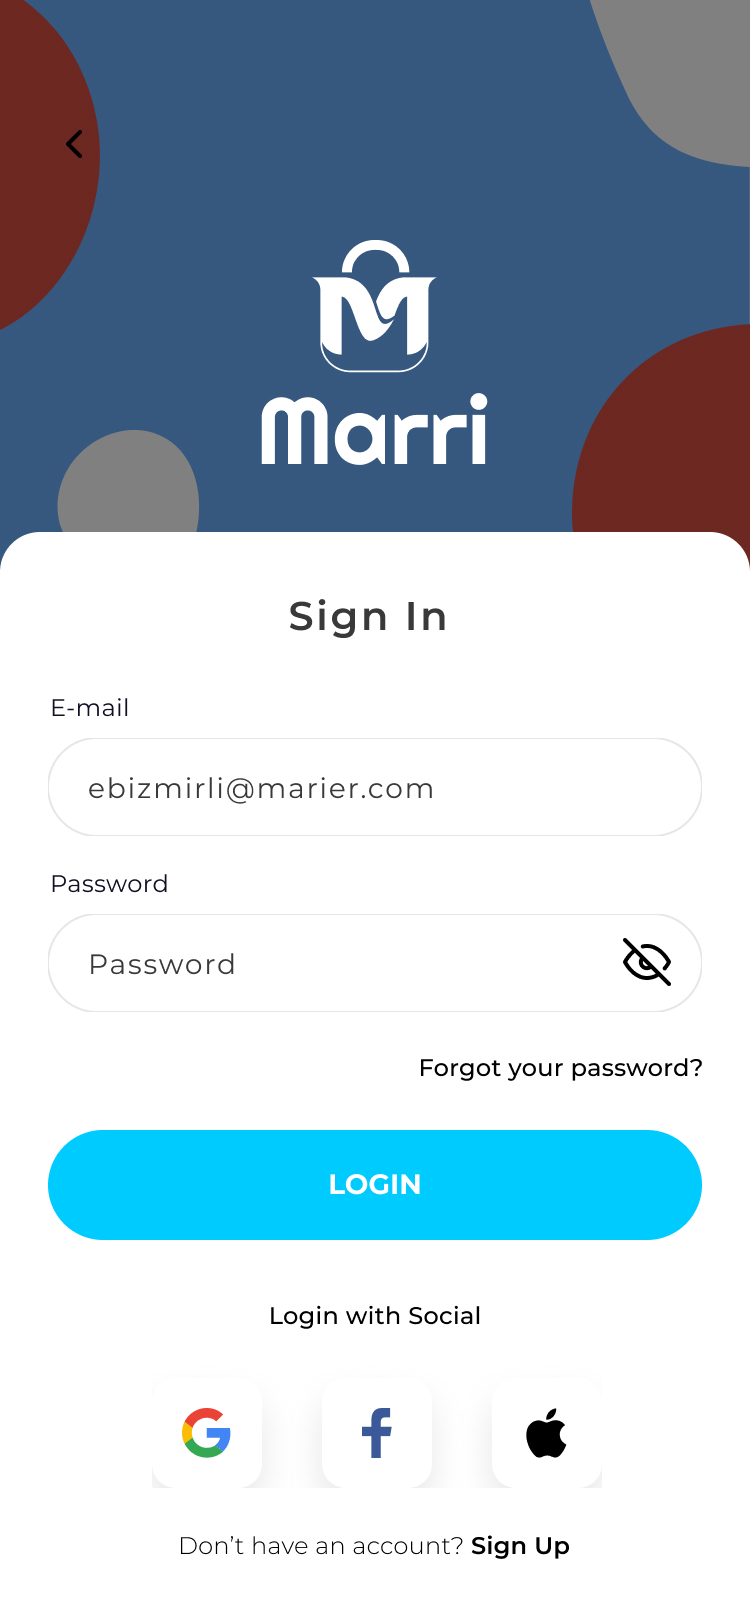 Marri
Sign In
E-mail
ebizmirli@marier.com
Password
Password
Forgot your password?
LOGIN
Login with Social
Don’t have an account? Sign Up